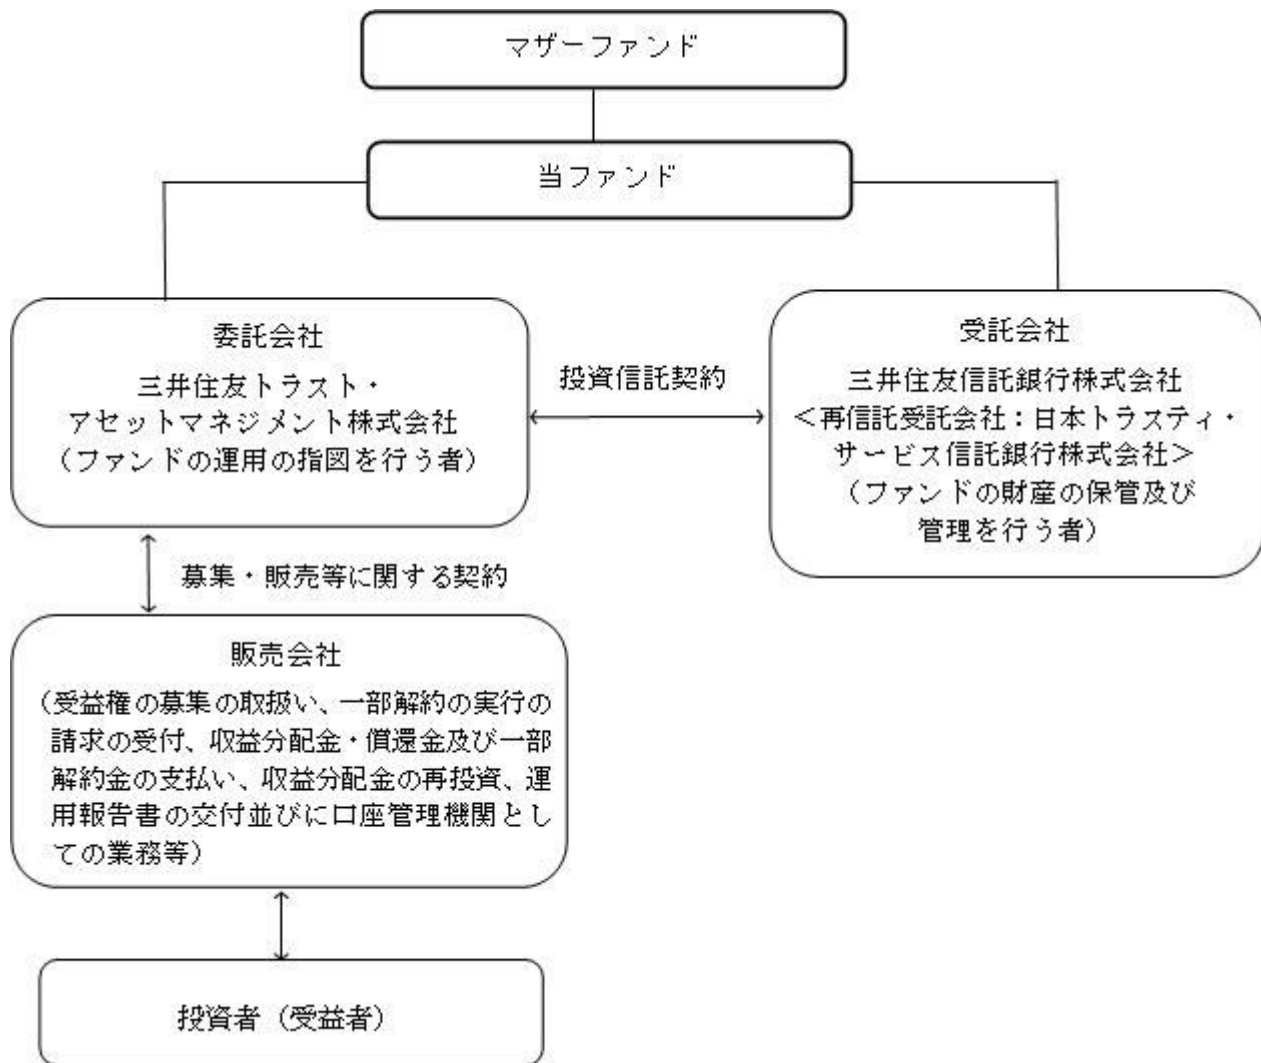 マザーファンド
当ファンド
委託会社
三井住友トラスト・
アセットマネジメント株式会社
（ファンドの運用の指図を行う者）
投資信託契約
受託会社
三井住友信託銀行株式会社
＜再信託受託会社：日本トラスティ・
サービス信託銀行株式会社＞
（ファンドの財産の保管及び
管理を行う者）
募集・販売等に関する契約
販売会社
（受益権の募集の取扱い、一部解約の実行の
請求の受付、収益分配金・償還金及び一部
解約金の支払い、収益分配金の再投資、運
用報告書の交付並びに口座管理機関とし
ての業務等）
投資者（受益者）